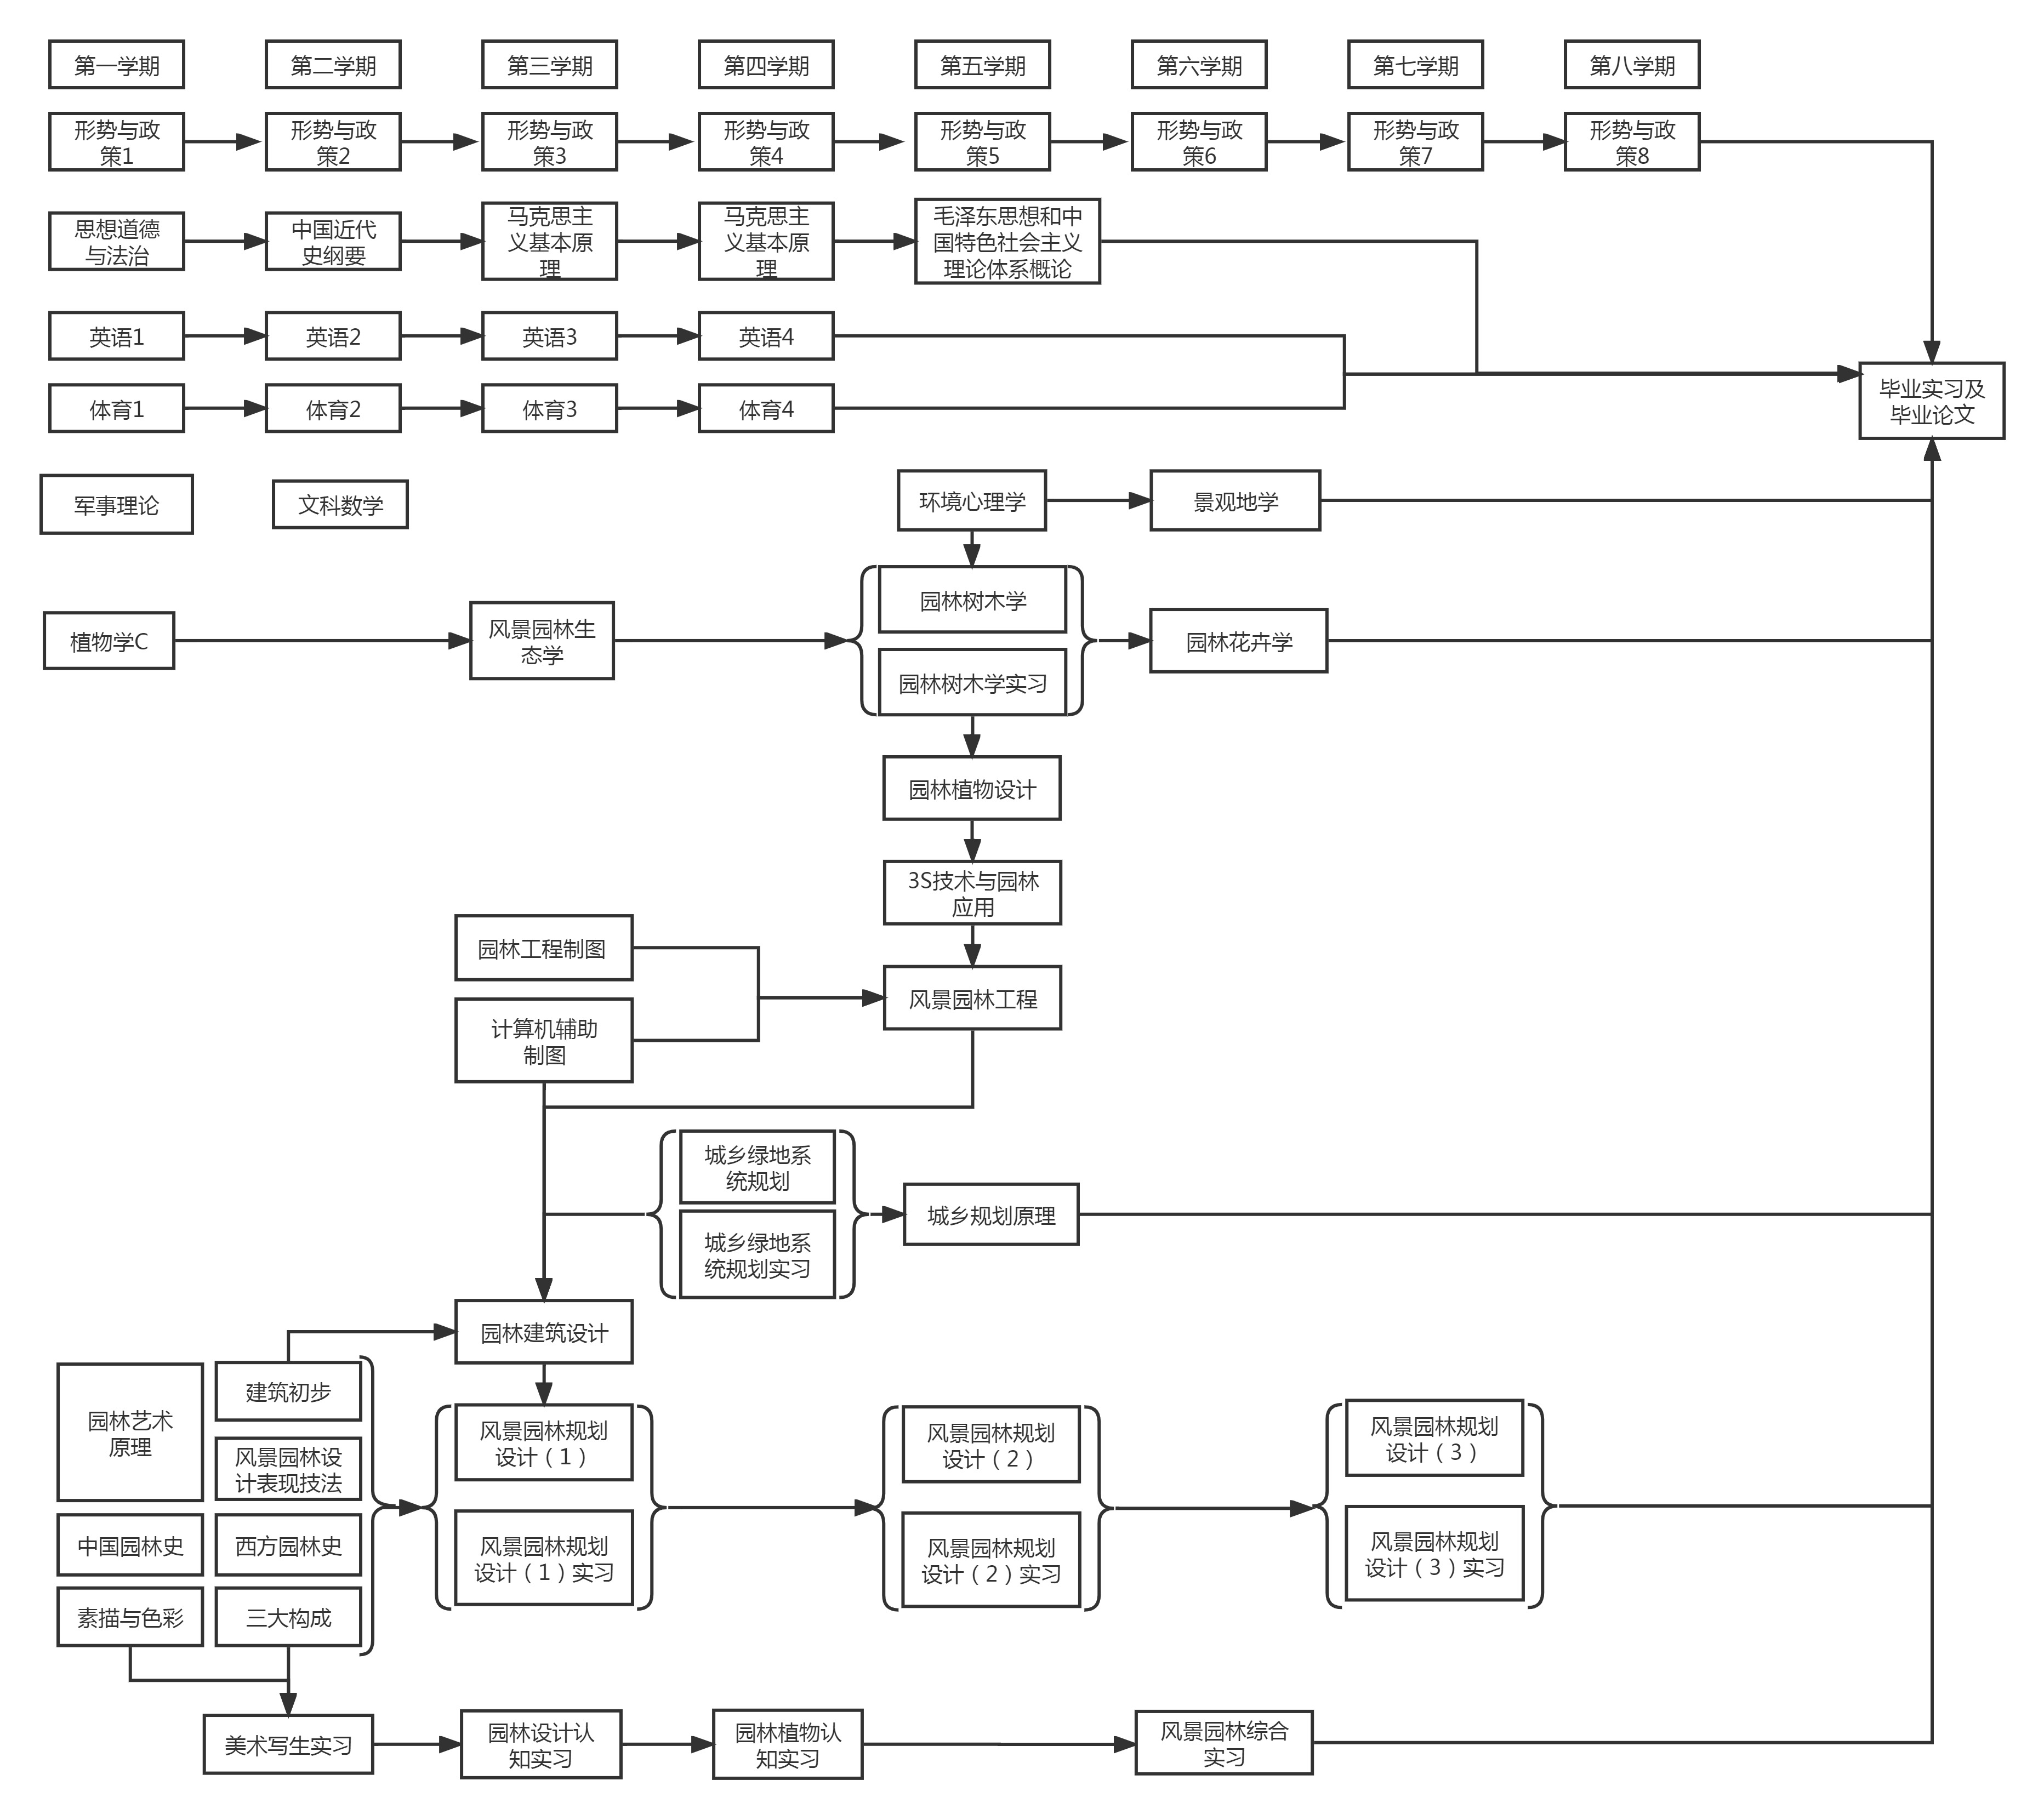 第一学期
第二学期
第三学期
第四学期
第五学期
第六学期
第七学期
第八学期
形势与政
策1
形势与政
策2
形势与政
策3
形势与政
策4
形势与政
策5
形势与政
策6
形势与政
策7
形势与政
策8
思想道德
与法治
中国近代
史纲要
马克思主
义基本原
理
马克思主
义基本原
理
毛泽东思想和中
国特色社会主义
理论体系概论
英语1
英语2
英语3
英语4
体育1
体育2
体育3
体育4
毕业实习及
毕业论文
军事理论
文科数学
环境心理学
景观地学
植物学C
风景园林生
态学
园林树木学
园林树木学实习
园林花卉学
园林植物设计
3S技术与园林
应用
园林工程制图
计算机辅助
制图
风景园林工程
城乡绿地系
统规划
城乡绿地系
统规划实习
城乡规划原理
园林建筑设计
园林艺术
原理
建筑初步
风景园林设
计表现技法
中国园林史
西方园林史
素描与色彩
三大构成
风景园林规划
设计（1）
风景园林规划
设计（1）实习
风景园林规划
设计（2）
风景园林规划
设计（2）实习
风景园林规划
设计（3）
风景园林规划
设计（3）实习
美术写生实习
园林设计认
知实习
园林植物认
知实习
风景园林综合
实习